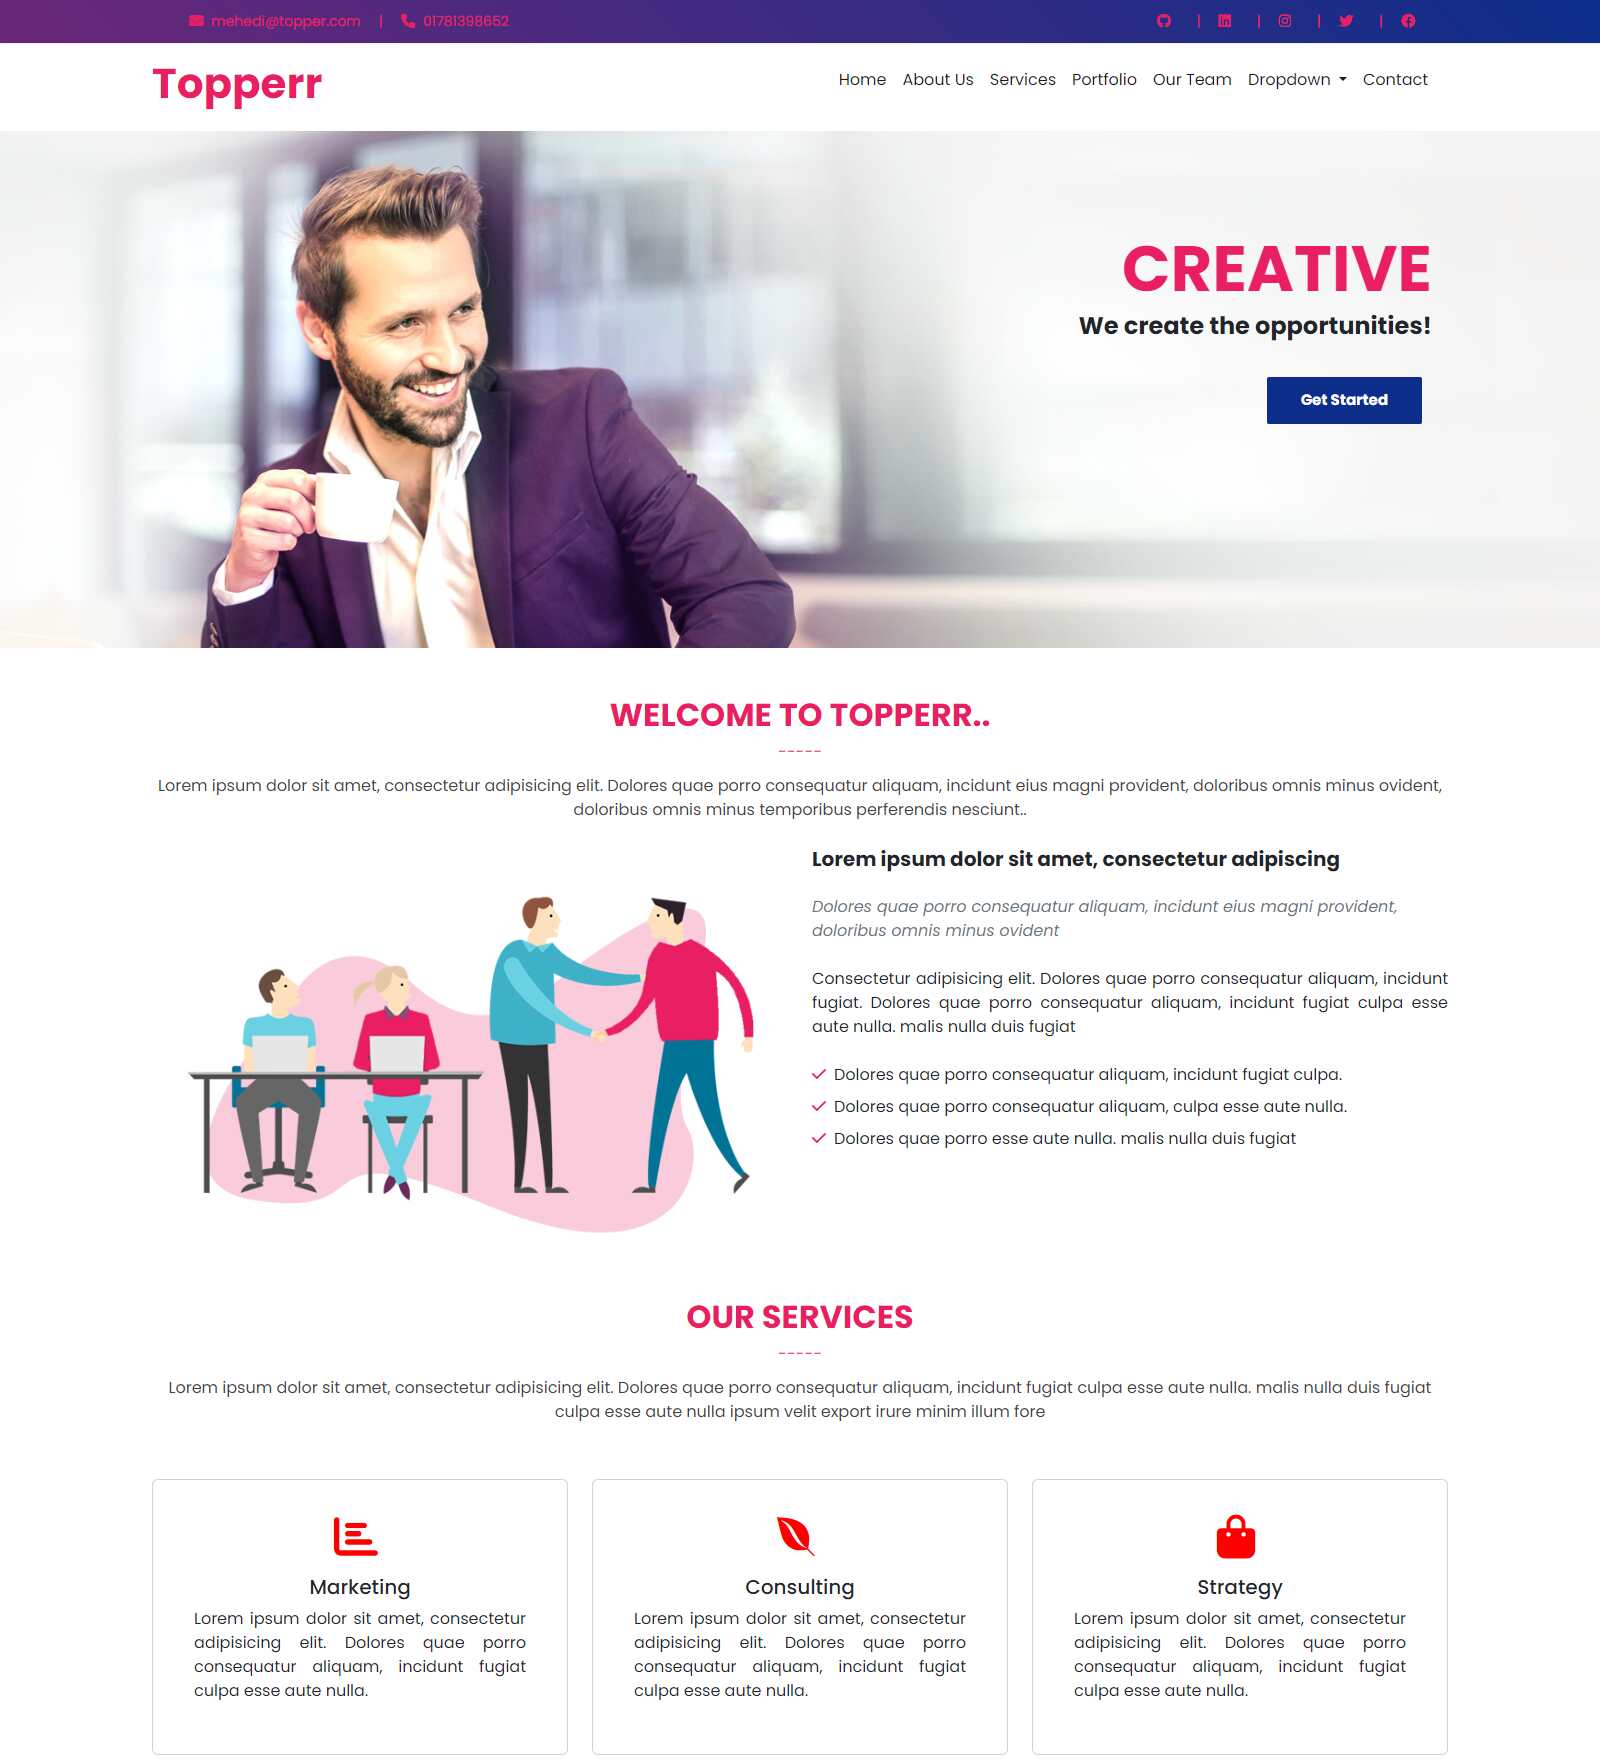 mehedi@topper.com | 01781398652 | | | |
Topperr
Home About Us Services Portfolio Our Team Dropdown Contact
CREATIVE
We create the opportunities!
Get Started
WELCOME TO TOPPERR..
-----
Lorem ipsum dolor sit amet, consectetur adipisicing elit. Dolores quae porro consequatur aliquam, incidunt eius magni provident, doloribus omnis minus ovident,
doloribus omnis minus temporibus perferendis nesciunt..
Lorem ipsum dolor sit amet, consectetur adipiscing
Dolores quae porro consequatur aliquam, incidunt eius magni provident,
doloribus omnis minus ovident
Consectetur adipisicing elit. Dolores quae porro consequatur aliquam, incidunt
fugiat. Dolores quae porro consequatur aliquam, incidunt fugiat culpa esse
aute nulla. malis nulla duis fugiat
Dolores quae porro consequatur aliquam, incidunt fugiat culpa.
Dolores quae porro consequatur aliquam, culpa esse aute nulla.
Dolores quae porro esse aute nulla. malis nulla duis fugiat
OUR SERVICES
-----
Lorem ipsum dolor sit amet, consectetur adipisicing elit. Dolores quae porro consequatur aliquam, incidunt fugiat culpa esse aute nulla. malis nulla duis fugiat
culpa esse aute nulla ipsum velit export irure minim illum fore
Marketing
Lorem ipsum dolor sit amet, consectetur
adipisicing elit. Dolores quae porro
consequatur aliquam, incidunt fugiat
culpa esse aute nulla.
Consulting
Lorem ipsum dolor sit amet, consectetur
adipisicing elit. Dolores quae porro
consequatur aliquam, incidunt fugiat
culpa esse aute nulla.
Strategy
Lorem ipsum dolor sit amet, consectetur
adipisicing elit. Dolores quae porro
consequatur aliquam, incidunt fugiat
culpa esse aute nulla.